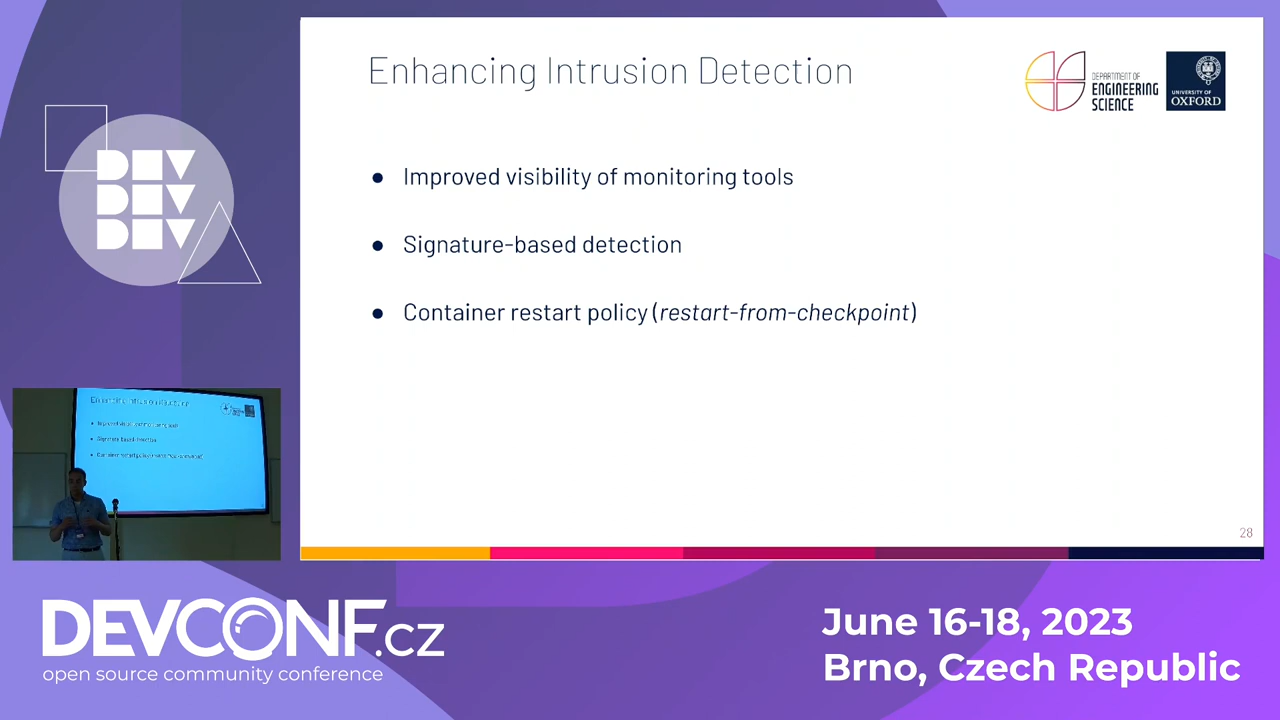 DEV
DEV
DEV
Enhancing Intrusion Detection
DEPARTMENT OF
ENGINEERING
SCIENCE
UNIVERSITY OF
OXFORD
● Improved visibility of monitoring tools
● Signature-based detection
● Container restart policy (restart-from-checkpoint)
28
DEVCONF.cz
open source community conference
June 16-18, 2023
Brno, Czech Republic